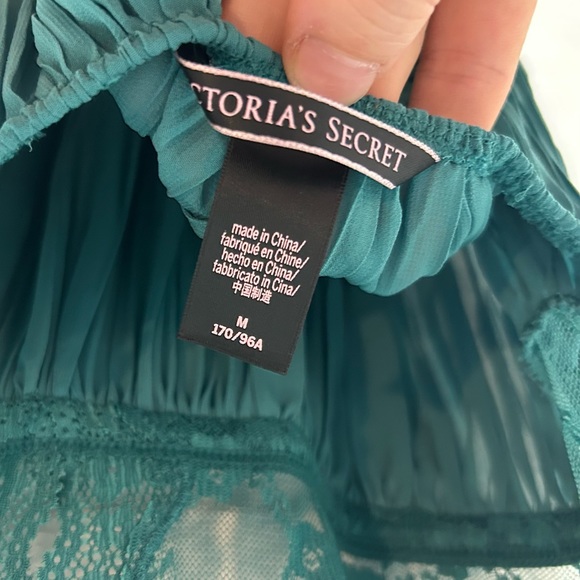 CTORIA'S SECRET
made in China/
fabriqué en Chine/
hecho en China/
fabbricato in Cina/
中国制造
M
170/96A